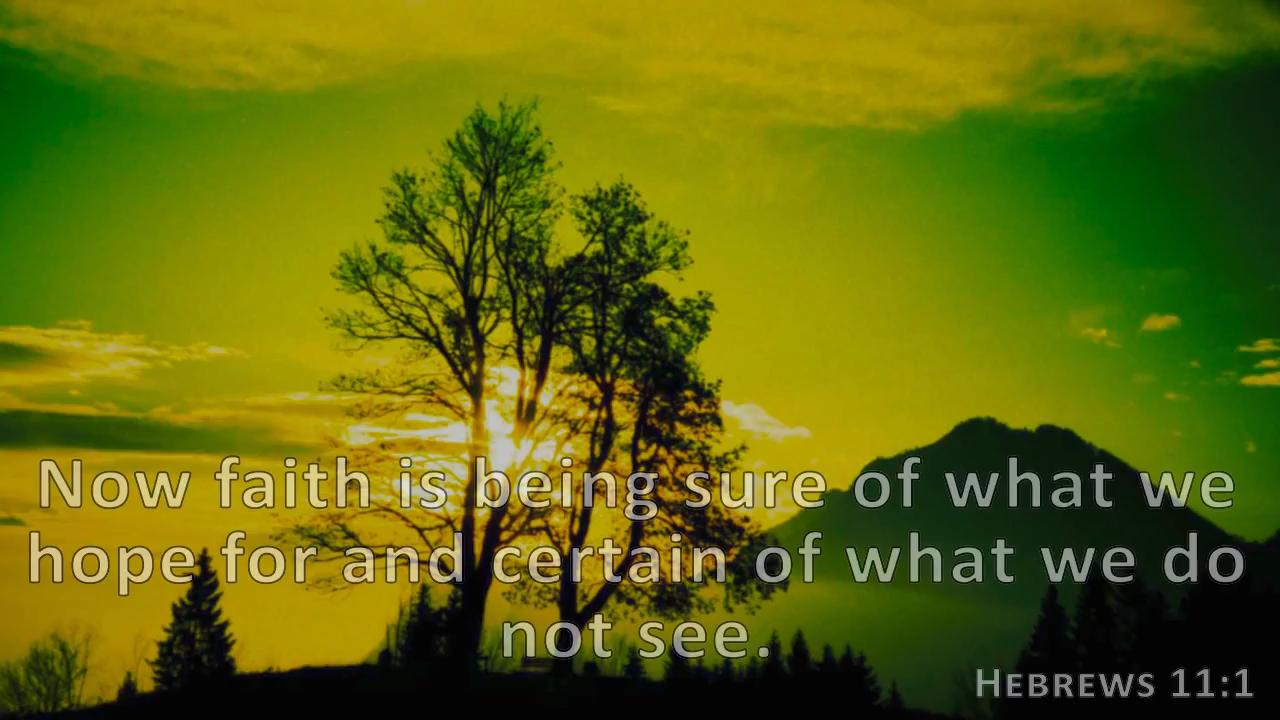 Now faith is being sure of what we
hope for and certain of what we do
not see.
Hebrews 11:1